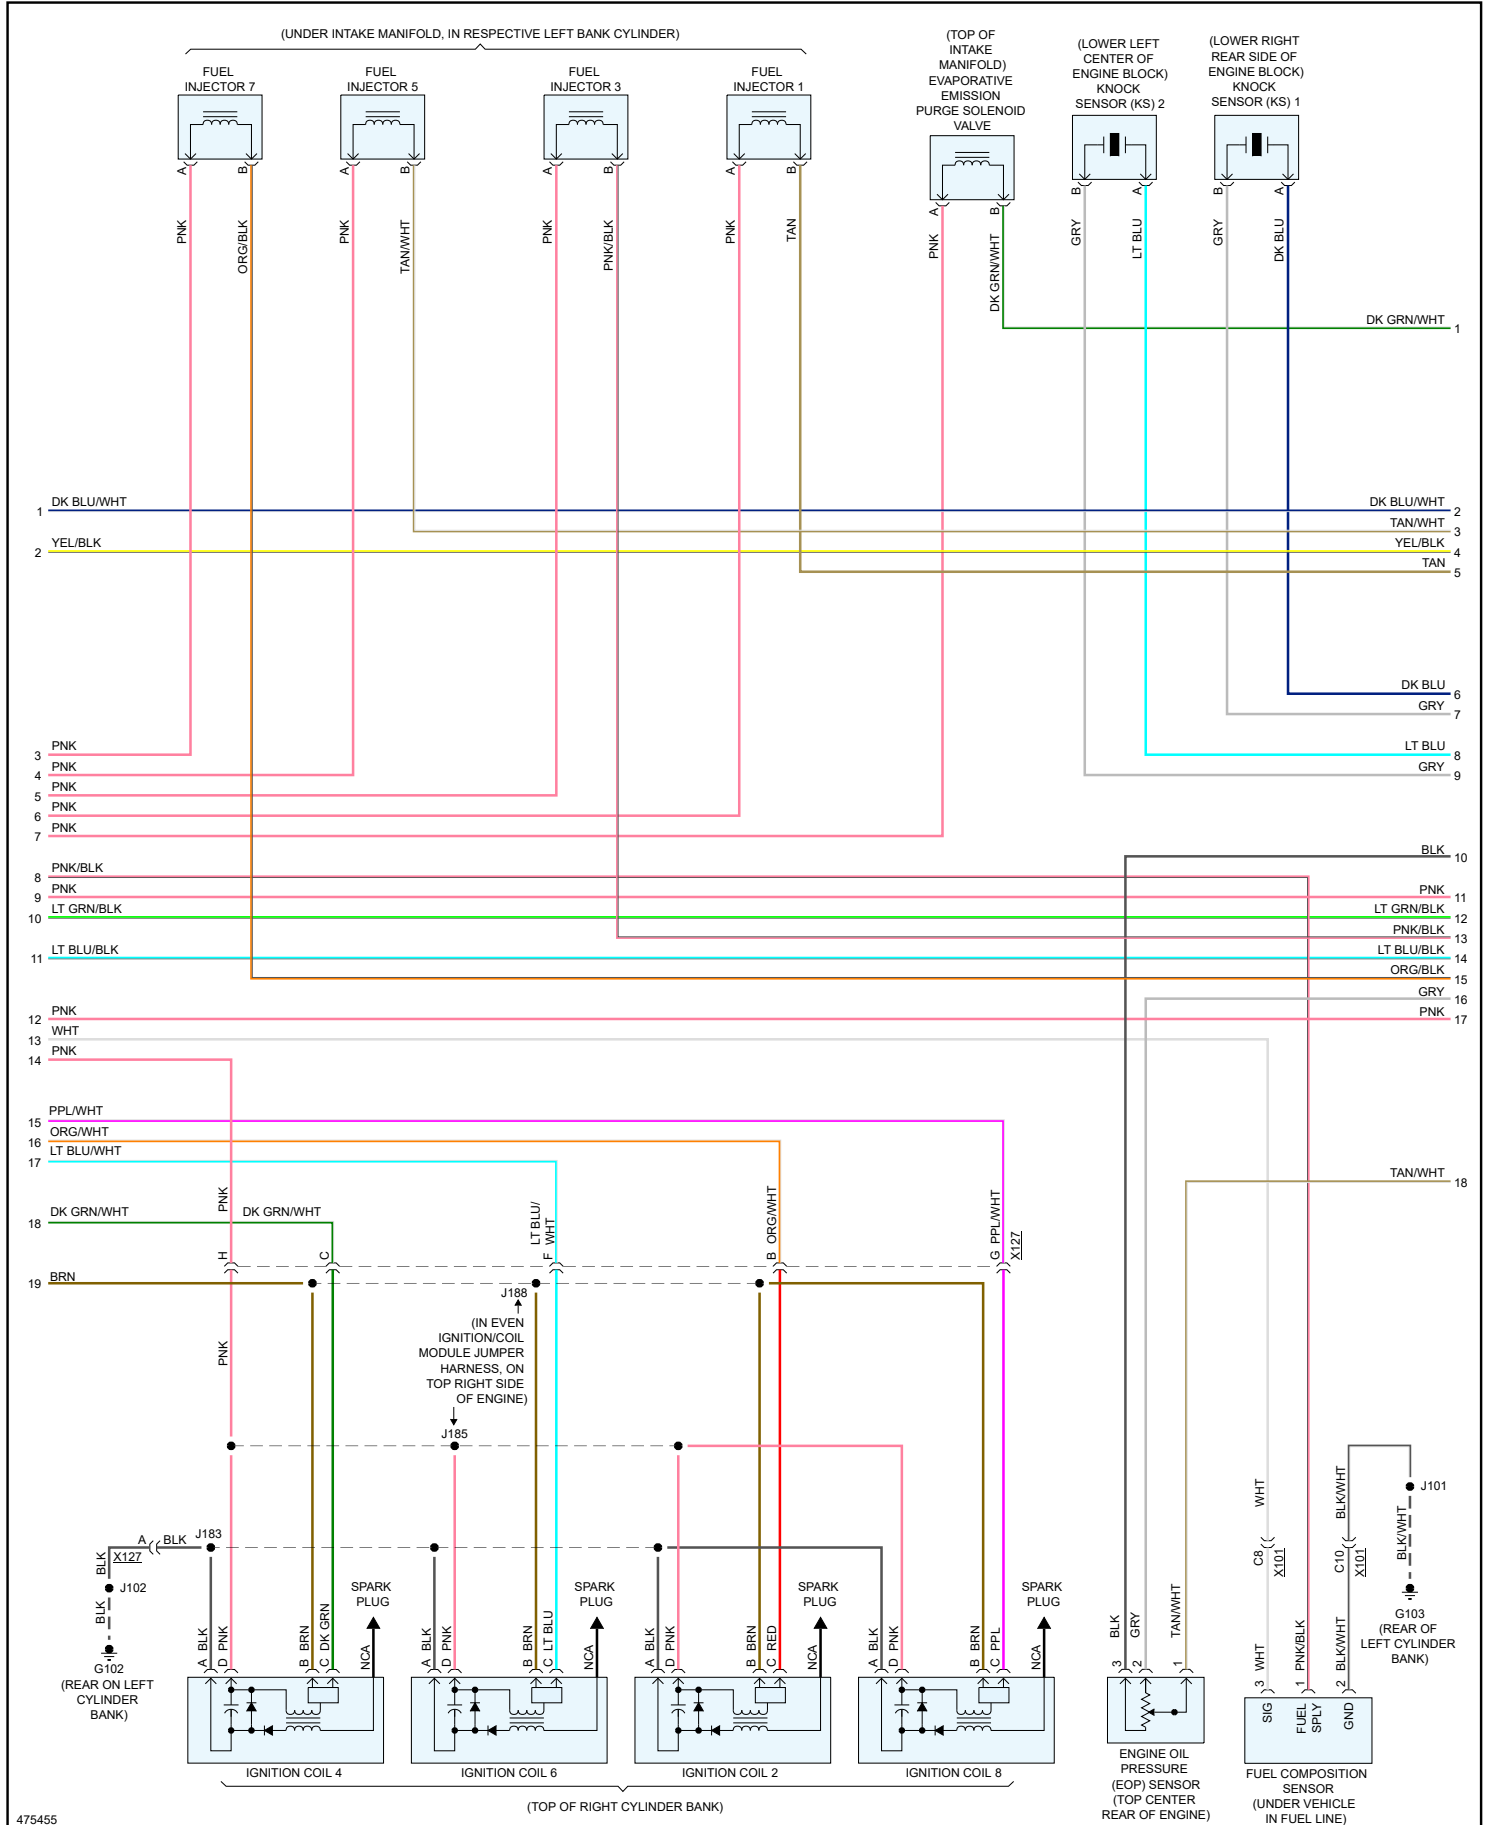 (UNDER INTAKE MANIFOLD, IN RESPECTIVE LEFT BANK CYLINDER)
FUEL
INJECTOR 7
FUEL
INJECTOR 5
FUEL
INJECTOR 3
FUEL
INJECTOR 1
(TOP OF
INTAKE
MANIFOLD)
EVAPORATIVE
EMISSION
PURGE SOLENOID
VALVE
(LOWER LEFT
CENTER OF
ENGINE BLOCK)
KNOCK
SENSOR (KS) 2
(LOWER RIGHT
REAR SIDE OF
ENGINE BLOCK)
KNOCK
SENSOR (KS) 1
A
B
A
B
A
B
A
B
A
B
B
A
B
A
PNK
ORG/BLK
PNK
TAN/WHT
PNK
PNK/BLK
PNK
TAN
PNK
DK GRN/WHT
GRY
LT BLU
GRY
DK BLU
DK GRN/WHT 1
1 DK BLU/WHT
DK BLU/WHT 2
TAN/WHT 3
2 YEL/BLK
YEL/BLK 4
TAN 5
DK BLU 6
GRY 7
3 PNK
LT BLU 8
4 PNK
GRY 9
5 PNK
6 PNK
7 PNK
BLK 10
8 PNK/BLK
9 PNK
PNK 11
10 LT GRN/BLK
LT GRN/BLK 12
PNK/BLK 13
11 LT BLU/BLK
LT BLU/BLK 14
ORG/BLK 15
GRY 16
12 PNK
PNK 17
13 WHT
14 PNK
15 PPL/WHT
16 ORG/WHT
17 LT BLU/WHT
TAN/WHT 18
18 DK GRN/WHT
DK GRN/WHT
PNK
LT BLU/
WHT
ORG/WHT
PPL/WHT
H
C
F
B
G
X127
19 BRN
J188
(IN EVEN
IGNITION/COIL
MODULE JUMPER
HARNESS, ON
TOP RIGHT SIDE
OF ENGINE)
J185
PNK
WHT
BLK/WHT
J101
BLK/WHT
C8
X101
C10
X101
A
BLK
J183
X127
BLK
J102
BLK
G102
(REAR ON LEFT
CYLINDER
BANK)
G103
(REAR OF
LEFT CYLINDER
BANK)
SPARK
PLUG
SPARK
PLUG
SPARK
PLUG
SPARK
PLUG
A BLK
D PNK
B BRN
C DK GRN
NCA
A BLK
D PNK
B BRN
C LT BLU
NCA
A BLK
D PNK
B BRN
C RED
NCA
A BLK
D PNK
B BRN
C PPL
NCA
3 BLK
2 GRY
1 TAN/WHT
3 WHT
1 PNK/BLK
2 BLK/WHT
SIG
FUEL
SPLY
GND
IGNITION COIL 4
IGNITION COIL 6
IGNITION COIL 2
IGNITION COIL 8
(TOP OF RIGHT CYLINDER BANK)
ENGINE OIL
PRESSURE
(EOP) SENSOR
(TOP CENTER
REAR OF ENGINE)
FUEL COMPOSITION
SENSOR
(UNDER VEHICLE
IN FUEL LINE)
475455